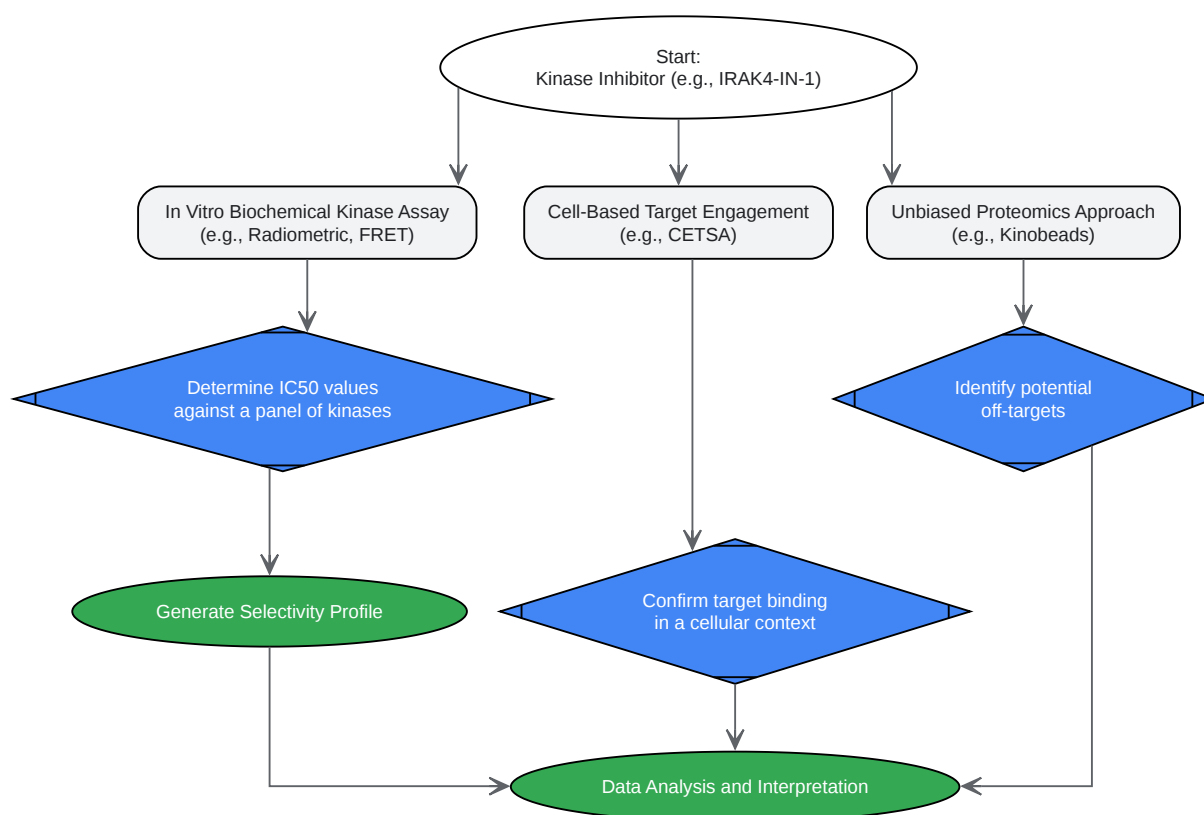 Start:
Kinase Inhibitor (e.g., IRAK4-IN-1)
In Vitro Biochemical Kinase Assay
(e.g., Radiometric, FRET)
Cell-Based Target Engagement
(e.g., CETSA)
Unbiased Proteomics Approach
(e.g., Kinobeads)
Determine IC50 values
against a panel of kinases
Identify potential
off-targets
Generate Selectivity Profile
Confirm target binding
in a cellular context
Data Analysis and Interpretation